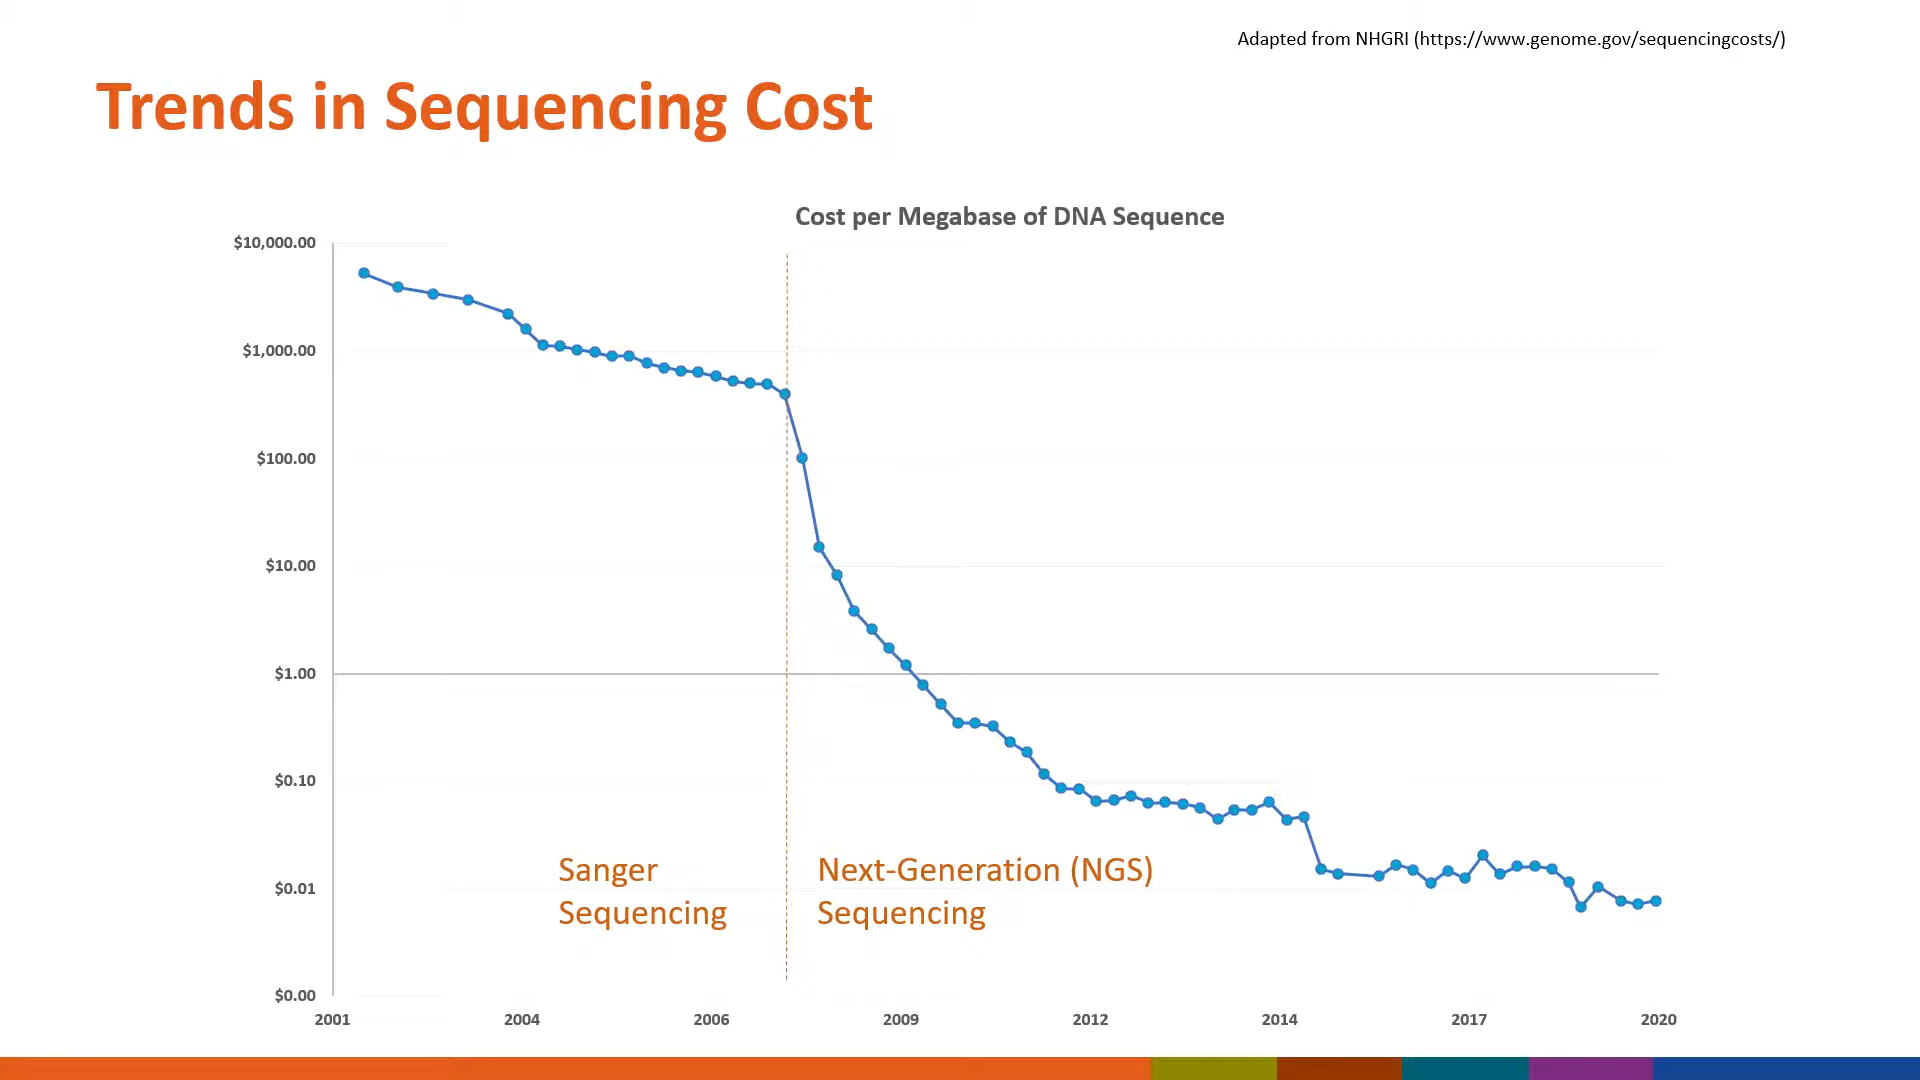 Adapted from NHGRI (https://www.genome.gov/sequencingcosts/)
Trends in Sequencing Cost
Cost per Megabase of DNA Sequence
$10,000.00
$1,000.00
$100.00
$10.00
$1.00
$0.10
$0.01
$0.00
Sanger
Sequencing
Next-Generation (NGS)
Sequencing
2001 2004 2006 2009 2012 2014 2017 2020